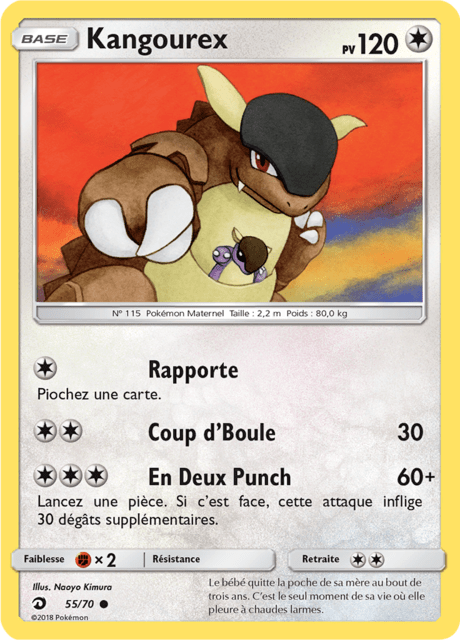 BASE Kangourex PV 120
N° 115 Pokémon Maternel Taille : 2,2 m Poids : 80,0 kg
Rapporte
Piochez une carte.
Coup d'Boule 30
En Deux Punch 60+
Lancez une pièce. Si c'est face, cette attaque inflige
30 dégâts supplémentaires.
Faiblesse × 2 Résistance Retraite
Illus. Naoyo Kimura
55/70
©2018 Pokémon
Le bébé quitte la poche de sa mère au bout de
trois ans. C'est le seul moment de sa vie où elle
pleure à chaudes larmes.